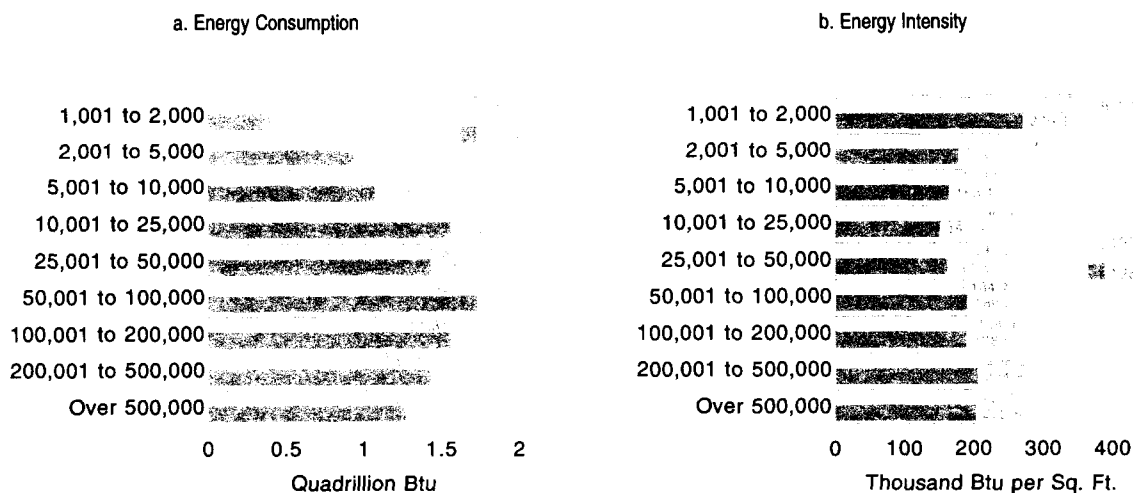 a. Energy Consumption
1,001 to 2,000
2,001 to 5,000
5,001 to 10,000
10,001 to 25,000
25,001 to 50,000
50,001 to 100,000
100,001 to 200,000
200,001 to 500,000
Over 500,000
0 0.5 1 1.5 2
Quadrillion Btu
b. Energy Intensity
1,001 to 2,000
2,001 to 5,000
5,001 to 10,000
10,001 to 25,000
25,001 to 50,000
50,001 to 100,000
100,001 to 200,000
200,001 to 500,000
Over 500,000
0 100 200 300 400
Thousand Btu per Sq. Ft.